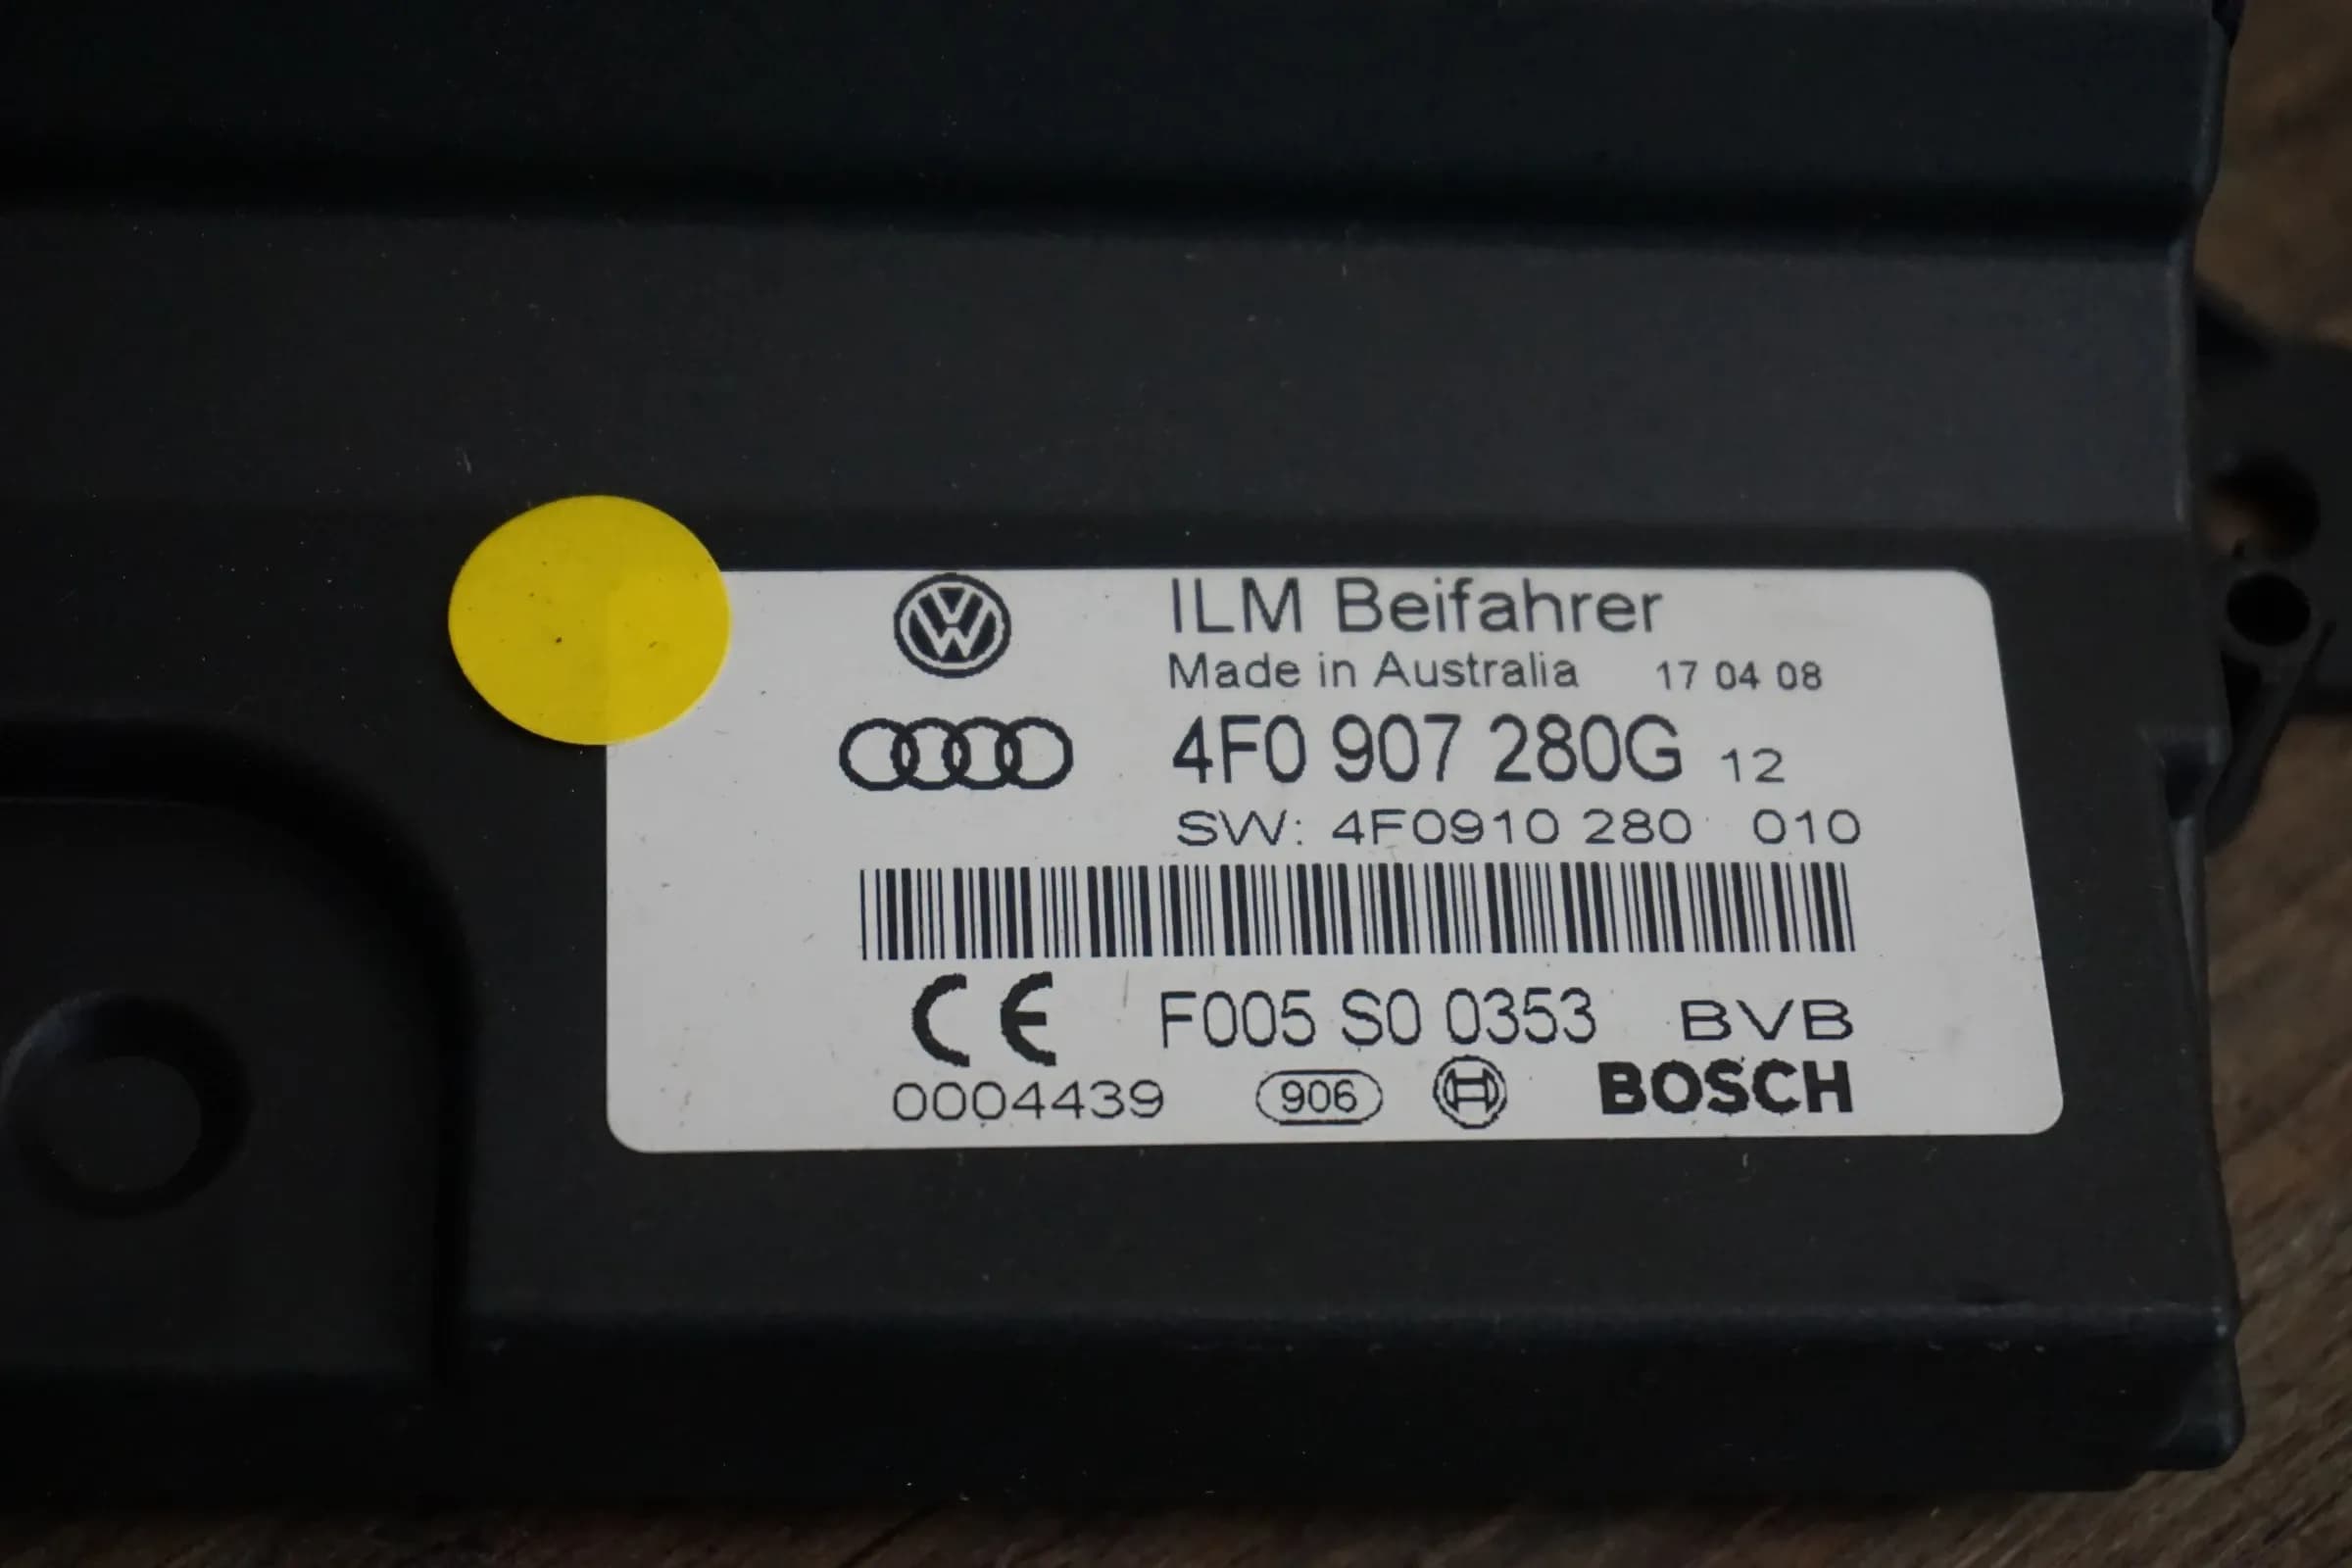 ILM Beifahrer
Made in Australia 17 04 08
4F0 907 280G 12
SW: 4F0910 280 010
CE F005 S0 0353 BVB
0004439 906 BOSCH